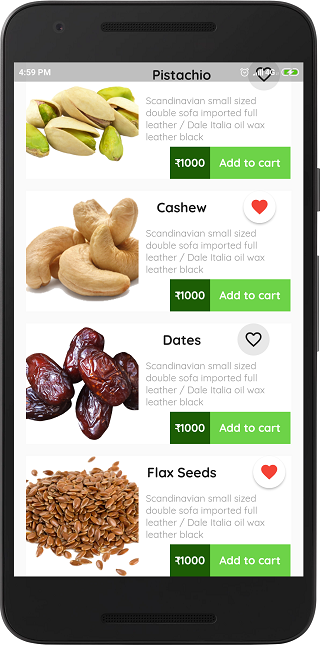 4:59 PM
4G
Pistachio
Scandinavian small sized
double sofa imported full
leather / Dale Italia oil wax
leather black
₹1000 Add to cart
Cashew
Scandinavian small sized
double sofa imported full
leather / Dale Italia oil wax
leather black
₹1000 Add to cart
Dates
Scandinavian small sized
double sofa imported full
leather / Dale Italia oil wax
leather black
₹1000 Add to cart
Flax Seeds
Scandinavian small sized
double sofa imported full
leather / Dale Italia oil wax
leather black
₹1000 Add to cart